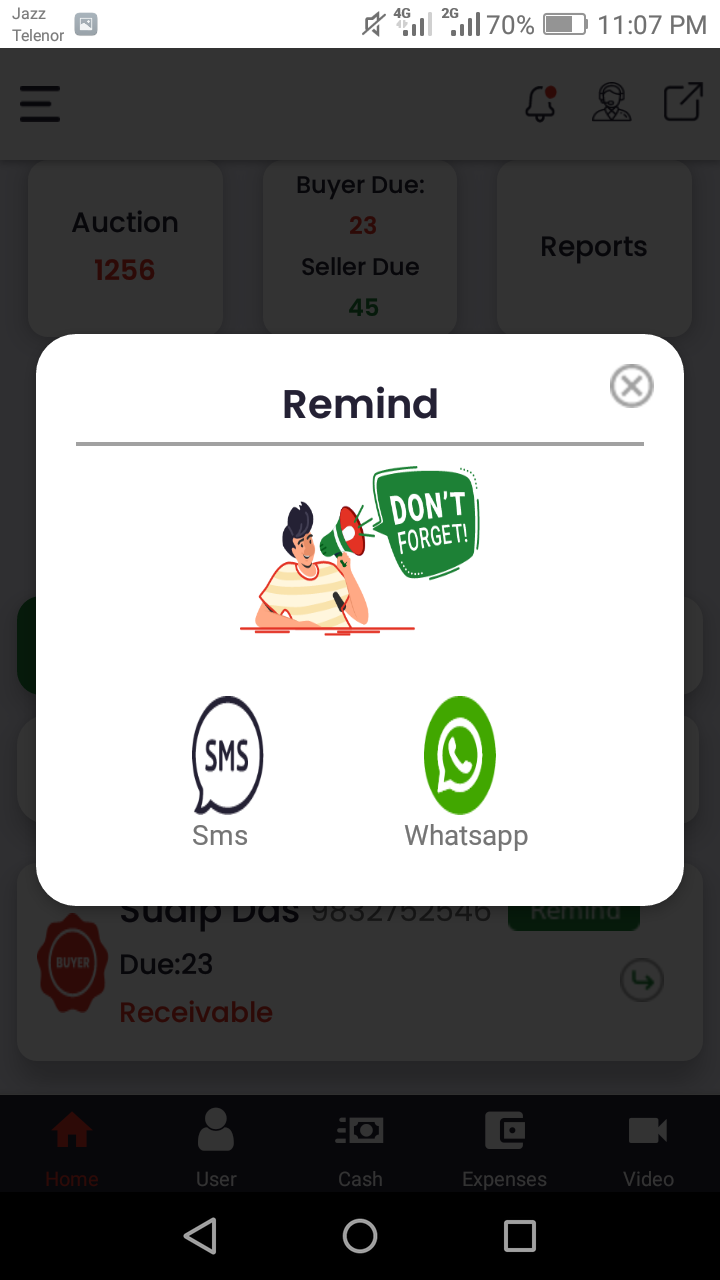 Jazz
Telenor
4G 2G 70% 11:07 PM
Auction
1256
Buyer Due:
23
Seller Due
45
Reports
Remind
DON'T
FORGET!
SMS
Sms
Whatsapp
Sudip Das 9832752546 Remind
BUYER
Due:23
Receivable
Home User Cash Expenses Video